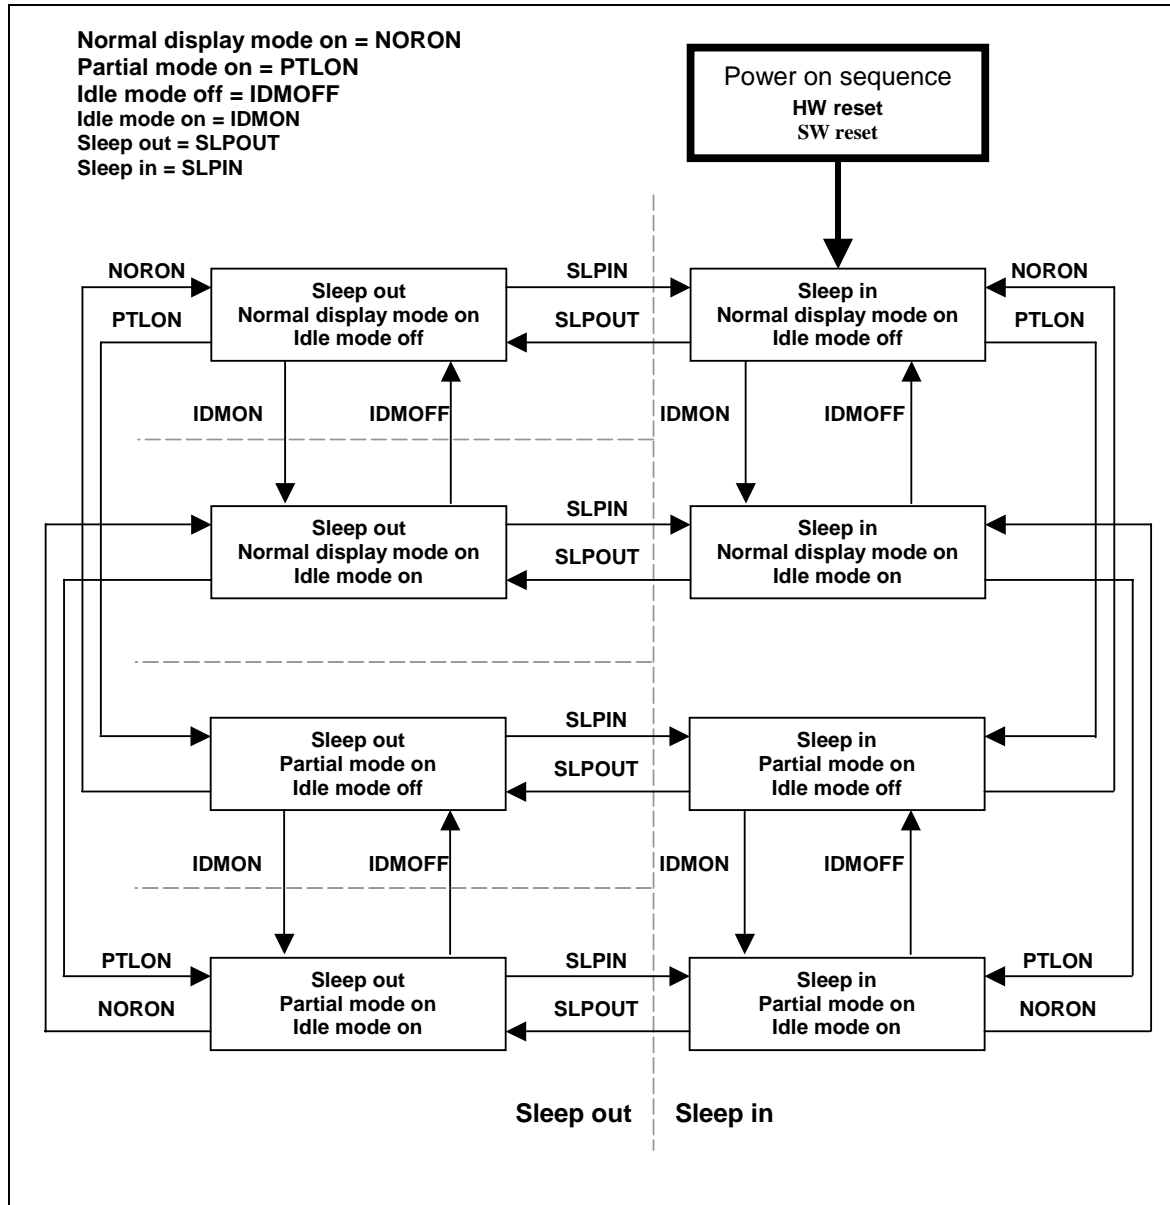 Normal display mode on = NORON
Partial mode on = PTLON
Idle mode off = IDMOFF
Idle mode on = IDMON
Sleep out = SLPOUT
Sleep in = SLPIN
Power on sequence
HW reset
SW reset
NORON
PTLON
Sleep out
Normal display mode on
Idle mode off
SLPIN
SLPOUT
Sleep in
Normal display mode on
Idle mode off
NORON
PTLON
IDMON
IDMOFF
IDMON
IDMOFF
Sleep out
Normal display mode on
Idle mode on
SLPIN
SLPOUT
Sleep in
Normal display mode on
Idle mode on
Sleep out
Partial mode on
Idle mode off
SLPIN
SLPOUT
Sleep in
Partial mode on
Idle mode off
IDMON
IDMOFF
IDMON
IDMOFF
PTLON
NORON
Sleep out
Partial mode on
Idle mode on
SLPIN
SLPOUT
Sleep in
Partial mode on
Idle mode on
PTLON
NORON
Sleep out
Sleep in